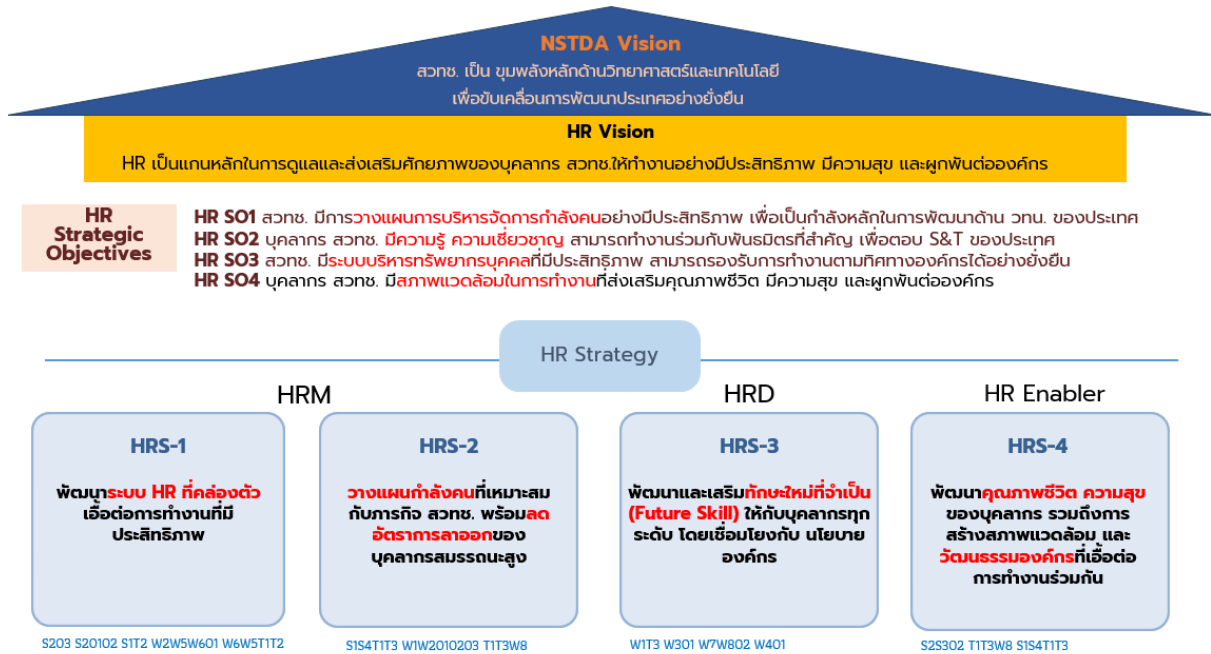 NSTDA Vision
สวทช. เป็น ขุมพลังหลักด้านวิทยาศาสตร์และเทคโนโลยี
เพื่อขับเคลื่อนการพัฒนาประเทศอย่างยั่งยืน
HR Vision
HR เป็นแกนหลักในการดูแลและส่งเสริมศักยภาพของบุคลากร สวทช.ให้ทำงานอย่างมีประสิทธิภาพ มีความสุข และผูกพันต่อองค์กร
HR
Strategic
Objectives
HR SO1 สวทช. มีการวางแผนการบริหารจัดการกำลังคนอย่างมีประสิทธิภาพ เพื่อเป็นกำลังหลักในการพัฒนาด้าน วทน. ของประเทศ
HR SO2 บุคลากร สวทช. มีความรู้ ความเชี่ยวชาญ สามารถทำงานร่วมกับพันธมิตรที่สำคัญ เพื่อตอบ S&T ของประเทศ
HR SO3 สวทช. มีระบบบริหารทรัพยากรบุคคลที่มีประสิทธิภาพ สามารถรองรับการทำงานตามทิศทางองค์กรได้อย่างยั่งยืน
HR SO4 บุคลากร สวทช. มีสภาพแวดล้อมในการทำงานที่ส่งเสริมคุณภาพชีวิต มีความสุข และผูกพันต่อองค์กร
HR Strategy
HRM
HRD
HR Enabler
HRS-1
พัฒนาระบบ HR ที่คล่องตัว
เอื้อต่อการทำงานที่มี
ประสิทธิภาพ
HRS-2
วางแผนกำลังคนที่เหมาะสม
กับภารกิจ สวทช. พร้อมลด
อัตราการลาออกของ
บุคลากรสมรรถนะสูง
HRS-3
พัฒนาและเสริมทักษะใหม่ที่จำเป็น
(Future Skill) ให้กับบุคลากรทุก
ระดับ โดยเชื่อมโยงกับ นโยบาย
องค์กร
HRS-4
พัฒนาคุณภาพชีวิต ความสุข
ของบุคลากร รวมถึงการ
สร้างสภาพแวดล้อม และ
วัฒนธรรมองค์กรที่เอื้อต่อ
การทำงานร่วมกัน
S2O3 S2O1O2 S1T2 W2W5W6O1 W6W5T1T2
S1S4T1T3 W1W2O1O2O3 T1T3W8
W1T3 W3O1 W7W8O2 W4O1
S2S3O2 T1T3W8 S1S4T1T3